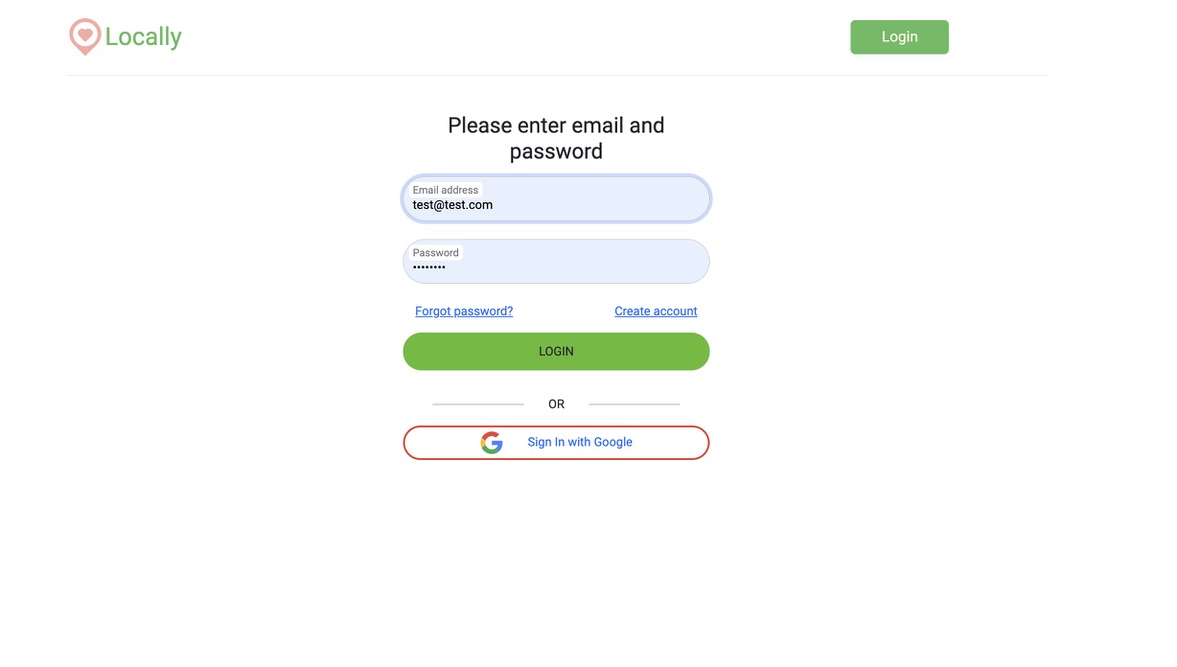 Locally
Login
Please enter email and
password
Email address
test@test.com
Password
••••••••
Forgot password?
Create account
LOGIN
OR
Sign In with Google